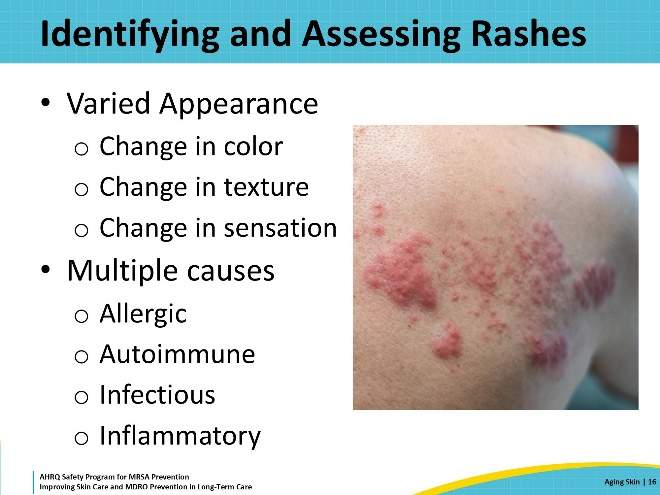 Identifying and Assessing Rashes
• Varied Appearance
o Change in color
o Change in texture
o Change in sensation
• Multiple causes
o Allergic
o Autoimmune
o Infectious
o Inflammatory
AHRQ Safety Program for MRSA Prevention
Improving Skin Care and MDRO Prevention in Long-Term Care
Aging Skin | 16